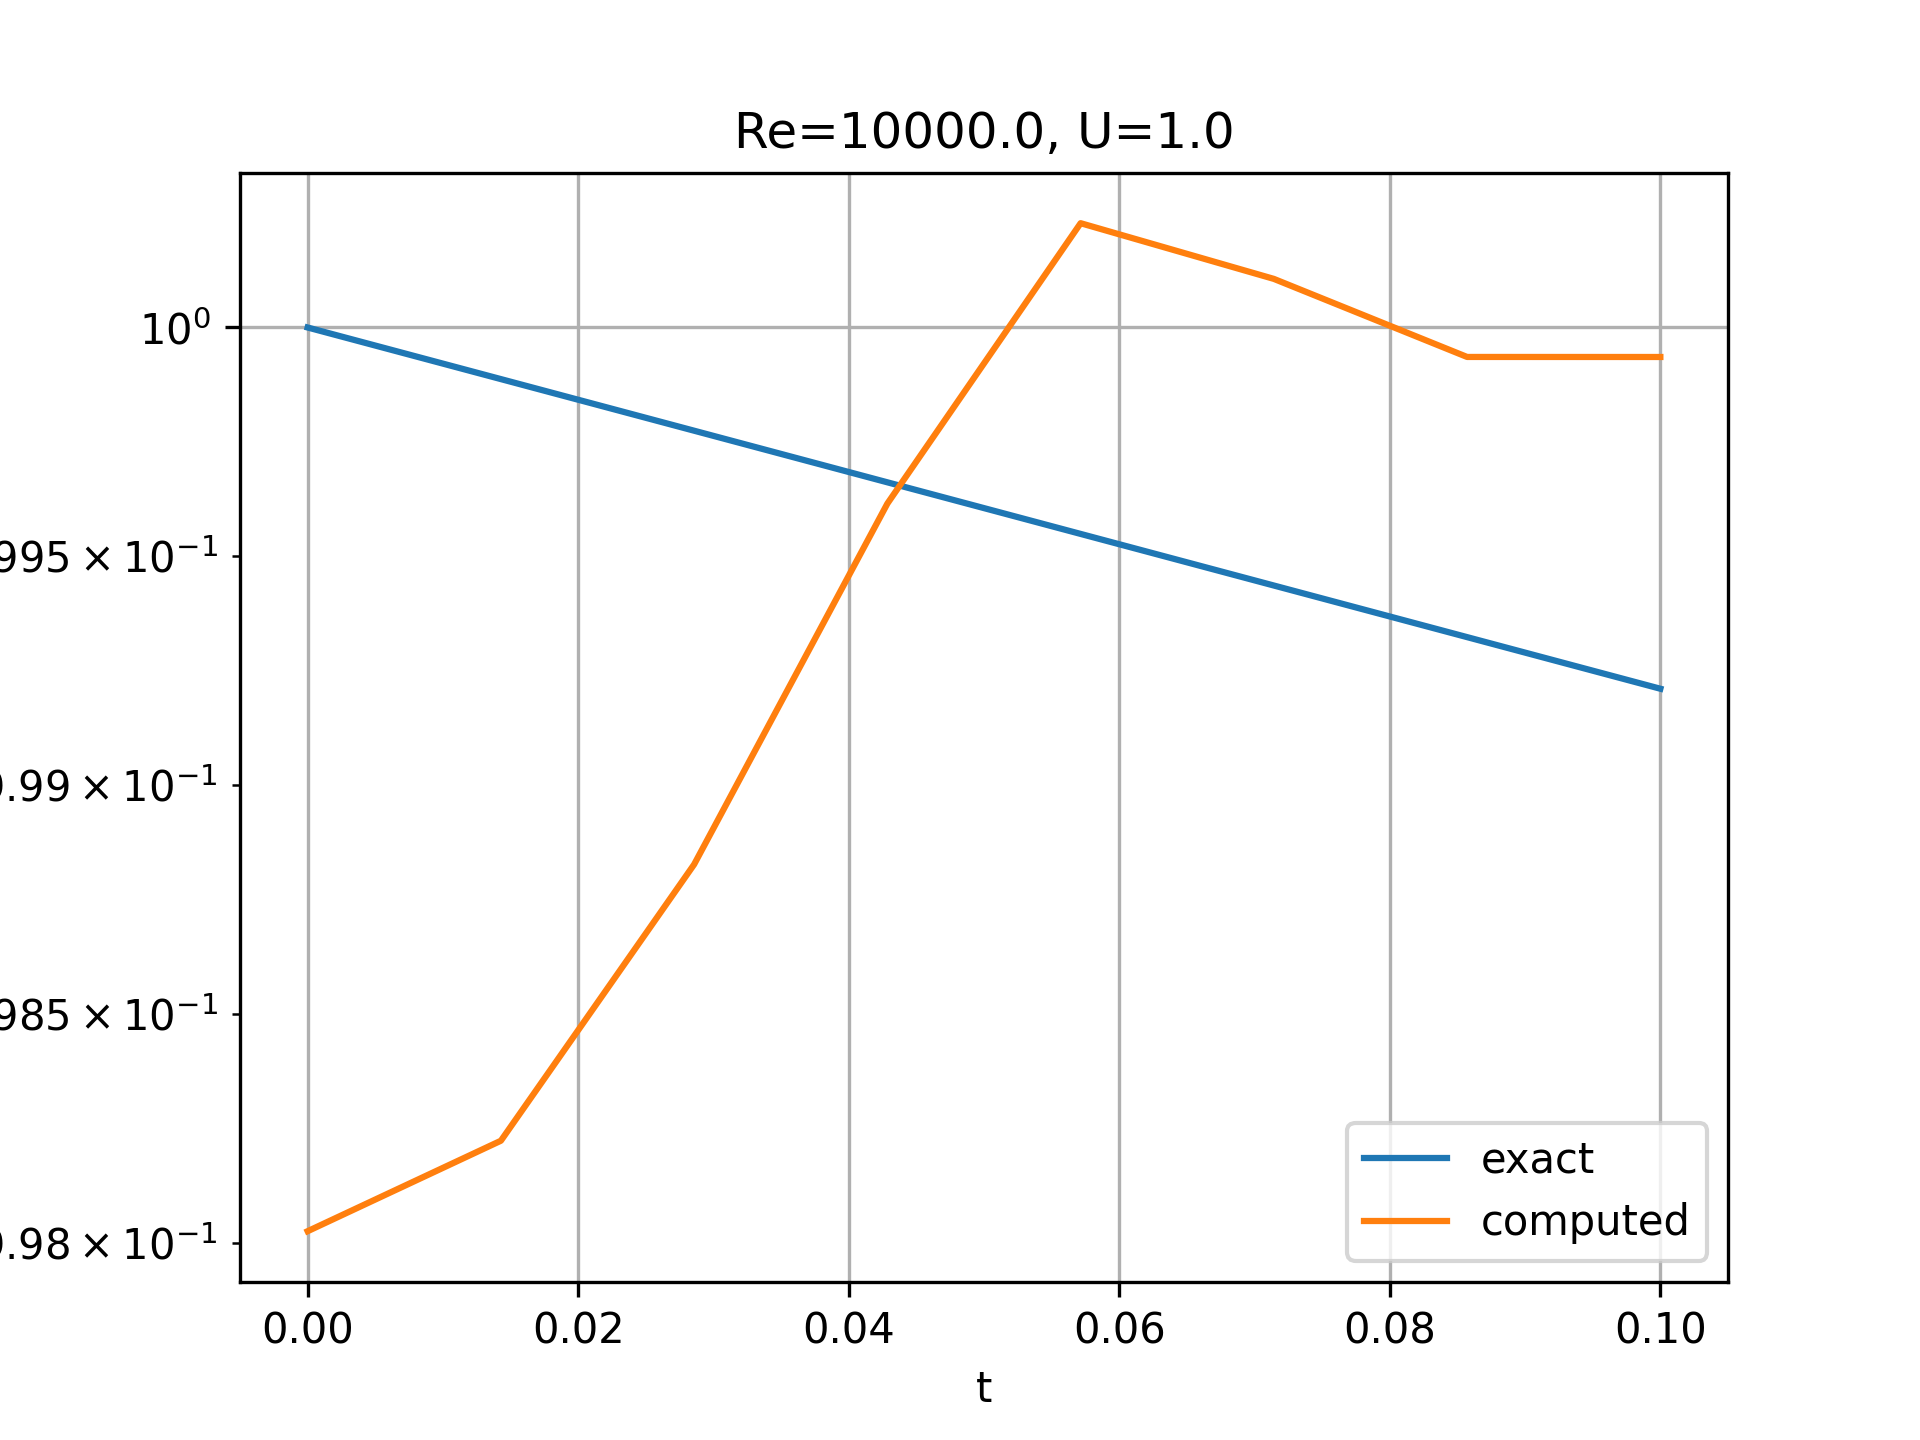 Re=10000.0, U=1.0
10⁰
995 × 10⁻¹
.99 × 10⁻¹
985 × 10⁻¹
.98 × 10⁻¹
exact
computed
0.00 0.02 0.04 0.06 0.08 0.10
t